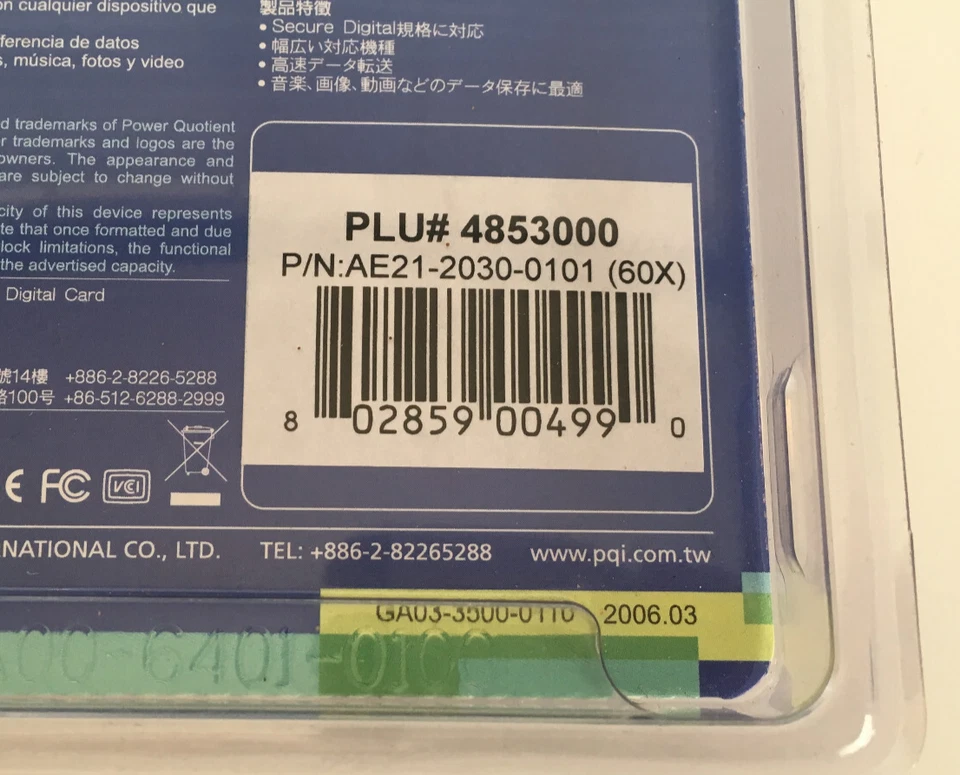 on cualquier dispositivo que
ferencia de datos
s, música, fotos y video
製品特徴
• Secure Digital規格に対応
• 幅広い対応機種
• 高速データ転送
• 音楽、画像、動画などのデータ保存に最適
d trademarks of Power Quotient
r trademarks and logos are the
owners. The appearance and
are subject to change without
city of this device represents
te that once formatted and due
lock limitations, the functional
the advertised capacity.
Digital Card
號14樓 +886-2-8226-5288
路100号 +86-512-6288-2999
PLU# 4853000
P/N:AE21-2030-0101 (60X)
8 02859 00499 0
CE FC VCI
RNATIONAL CO., LTD. TEL: +886-2-82265288 www.pqi.com.tw
GA03-3500-0110 2006.03
00-6401-010